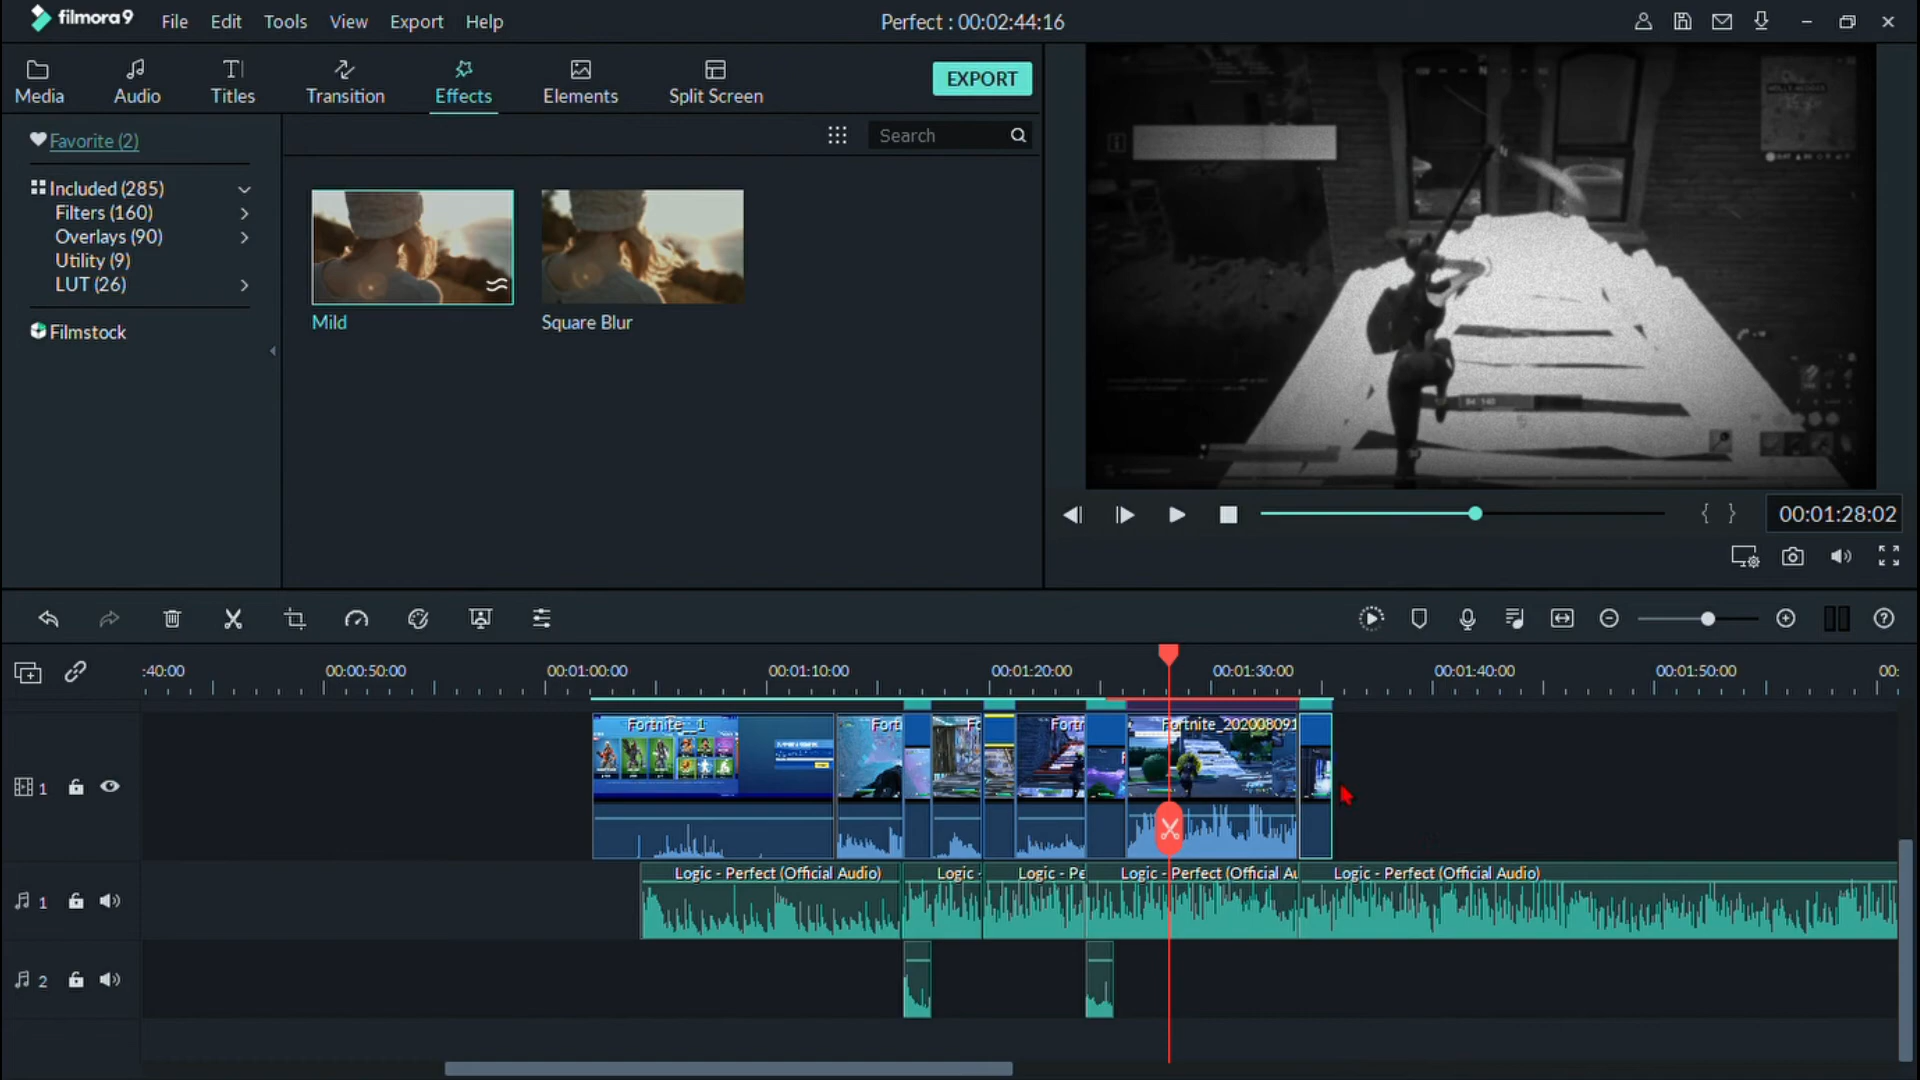 filmora9
File Edit Tools View Export Help
Perfect : 00:02:44:16
Media
Audio
Titles
Transition
Effects
Elements
Split Screen
EXPORT
Favorite (2)
Search
Included (285)
Filters (160)
Overlays (90)
Utility (9)
LUT (26)
Filmstock
Mild
Square Blur
00:01:28:02
:40:00
00:00:50:00
00:01:00:00
00:01:10:00
00:01:20:00
00:01:30:00
00:01:40:00
00:01:50:00
00:
Fortnite_1
Fort
Fo
Fortr
Fortnite_202008091
1
Logic - Perfect (Official Audio)
Logic -
Logic - Pe
Logic - Perfect (Official Au
Logic - Perfect (Official Audio)
1
2